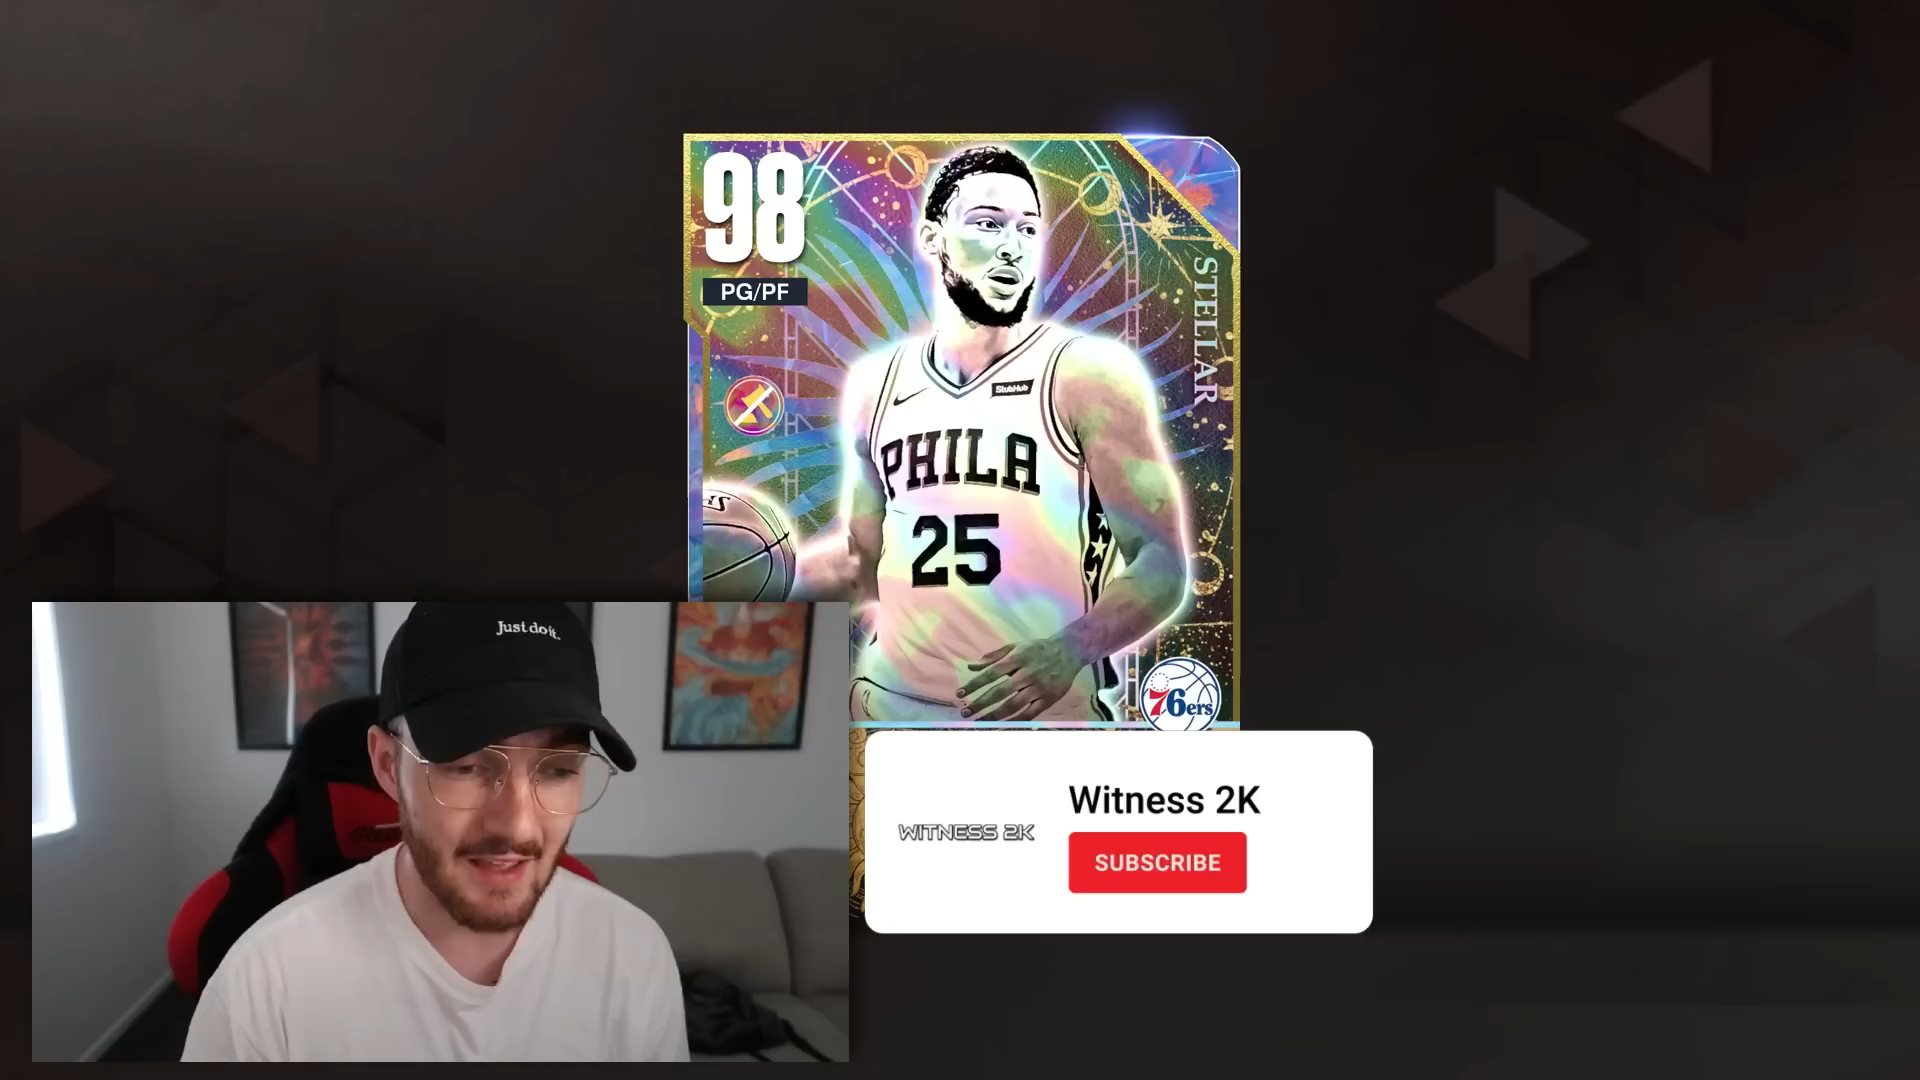 98
PG/PF
STELLAR
StubHub
PHILA
25
76ers
Just do it.
WITNESS 2K
Witness 2K
SUBSCRIBE